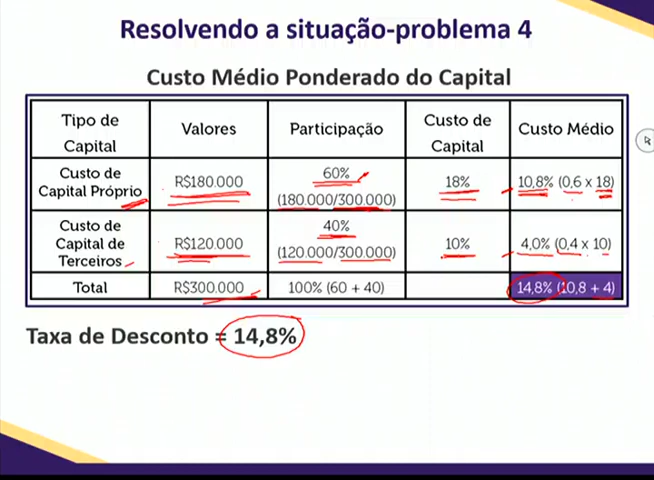 Resolvendo a situação-problema 4
Custo Médio Ponderado do Capital
Tipo de Capital Valores Participação Custo de Capital Custo Médio
Custo de Capital Próprio R$180.000 60% (180.000/300.000) 18% 10,8% (0,6 x 18)
Custo de Capital de Terceiros R$120.000 40% (120.000/300.000) 10% 4,0% (0,4 x 10)
Total R$300.000 100% (60 + 40) 14,8% (10,8 + 4)
Taxa de Desconto = 14,8%